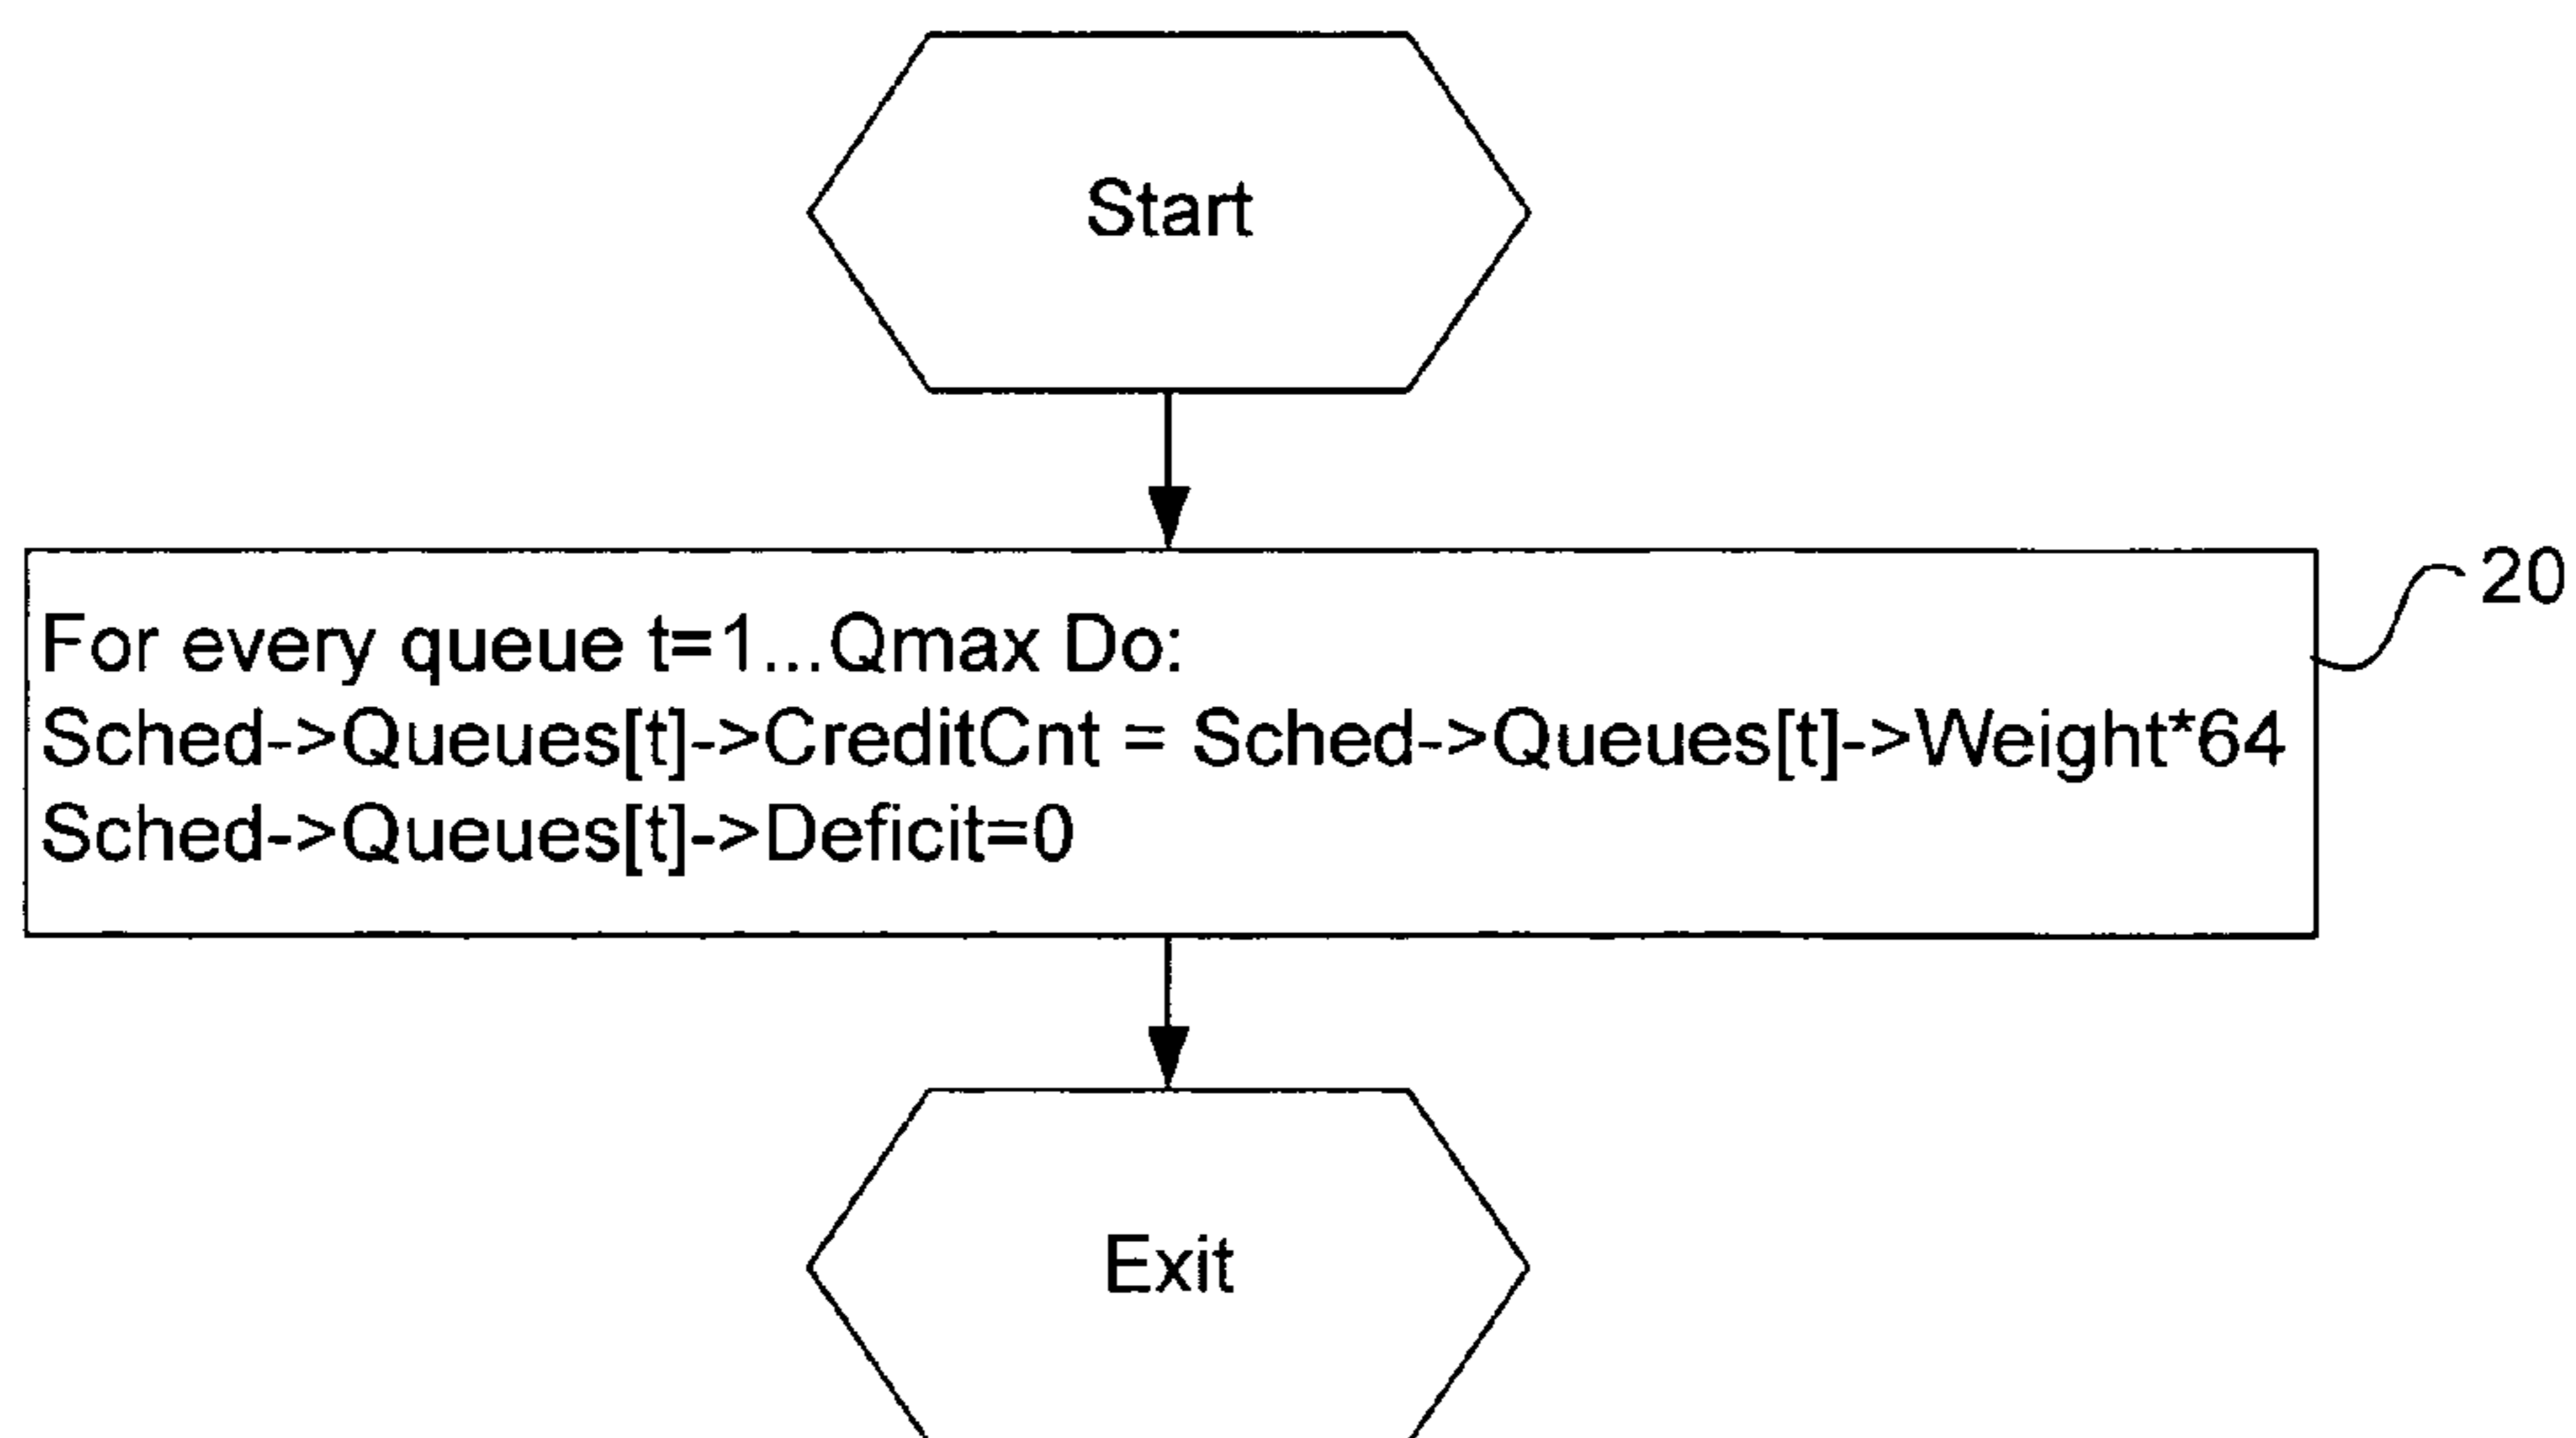 Start
20
For every queue t=1...Qmax Do:
Sched->Queues[t]->CreditCnt = Sched->Queues[t]->Weight*64
Sched->Queues[t]->Deficit=0
Exit